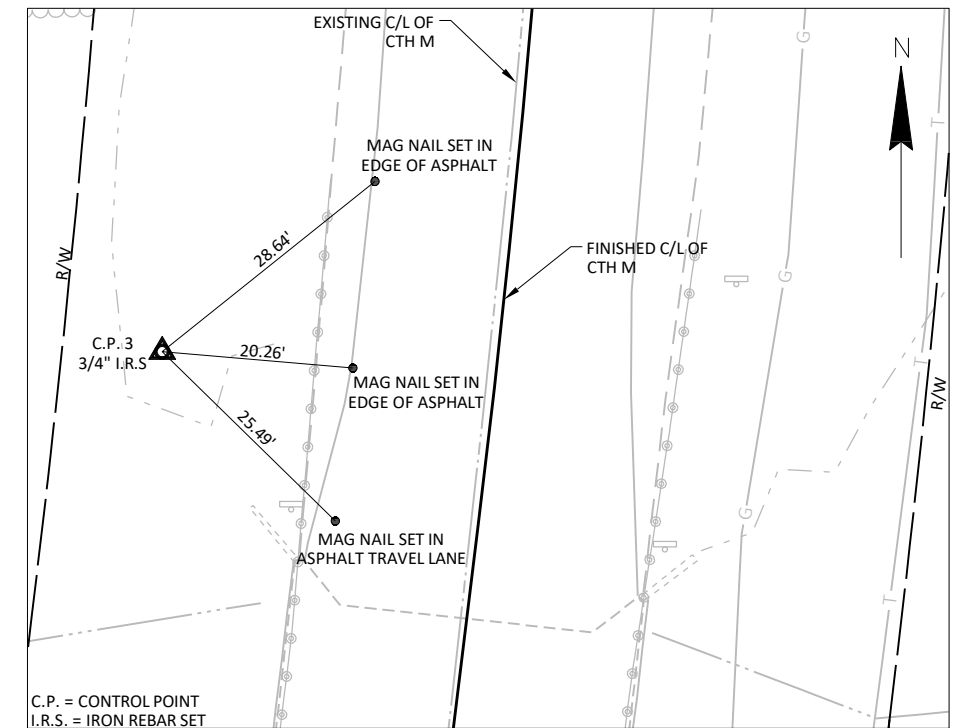 EXISTING C/L OF
CTH M
N
MAG NAIL SET IN
EDGE OF ASPHALT
G
T
R/W
28.64'
FINISHED C/L OF
CTH M
G
C.P. 3
3/4" I.R.S
20.26'
MAG NAIL SET IN
EDGE OF ASPHALT
T
R/W
25.49'
G
MAG NAIL SET IN
ASPHALT TRAVEL LANE
T
C.P. = CONTROL POINT
I.R.S. = IRON REBAR SET